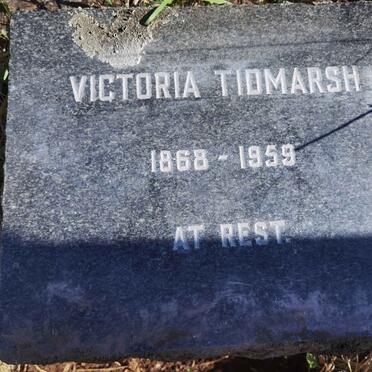 VICTORIA TIDMARSH
1868 - 1959
AT REST.